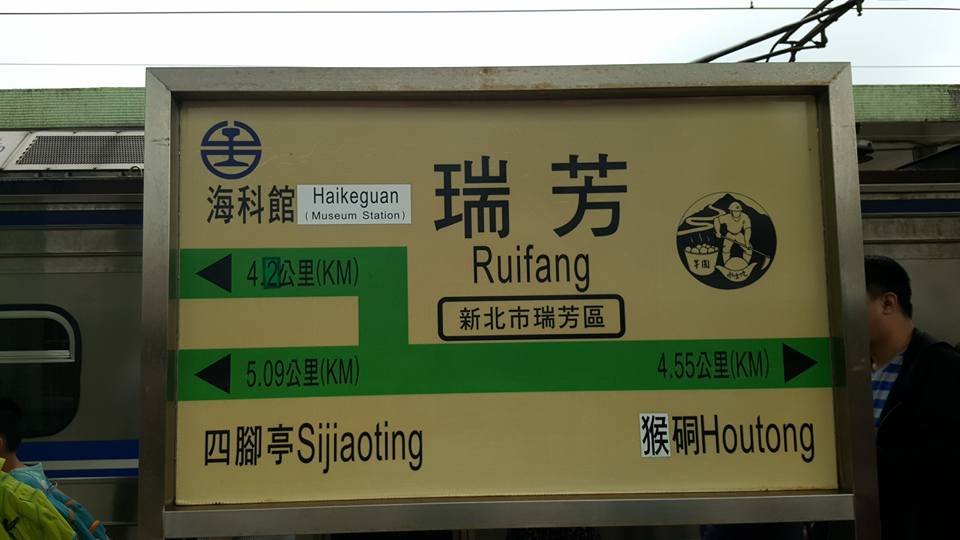 海科館
Haikeguan
(Museum Station)
瑞芳
Ruifang
新北市瑞芳區
4.2公里(KM)
5.09公里(KM)
4.55公里(KM)
四腳亭Sijiaoting
猴硐Houtong